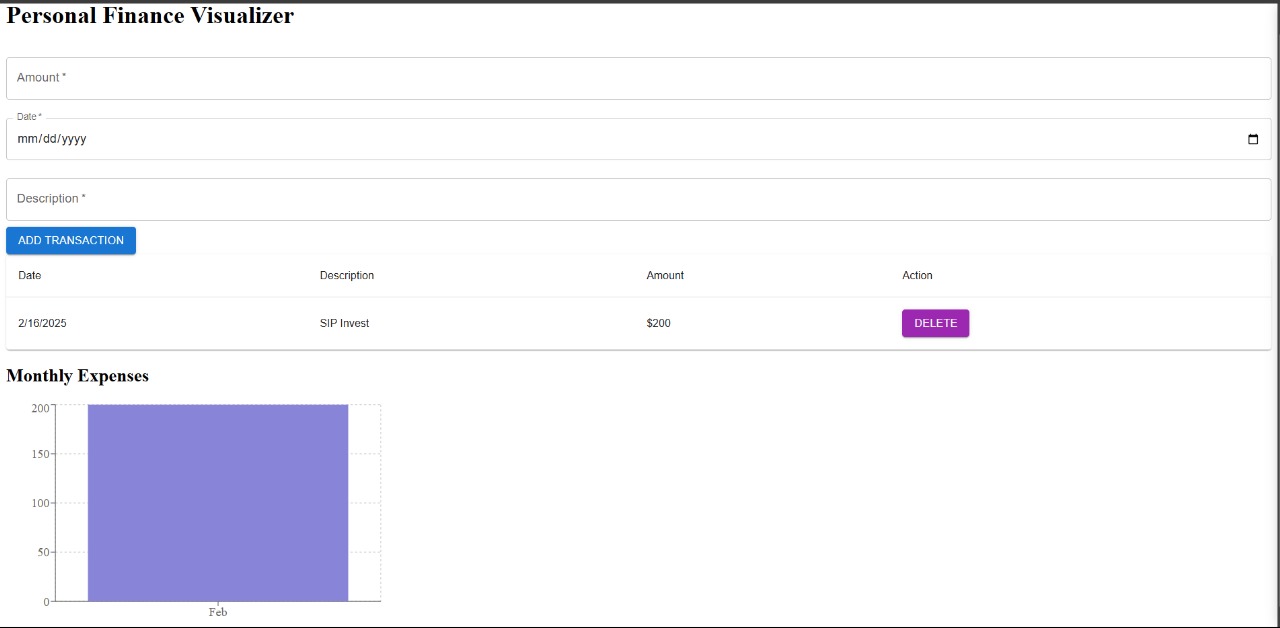 Personal Finance Visualizer
Amount *
Date *
mm/dd/yyyy
Description *
ADD TRANSACTION
Date Description Amount Action
2/16/2025 SIP Invest $200 DELETE
Monthly Expenses
200
150
100
50
0
Feb